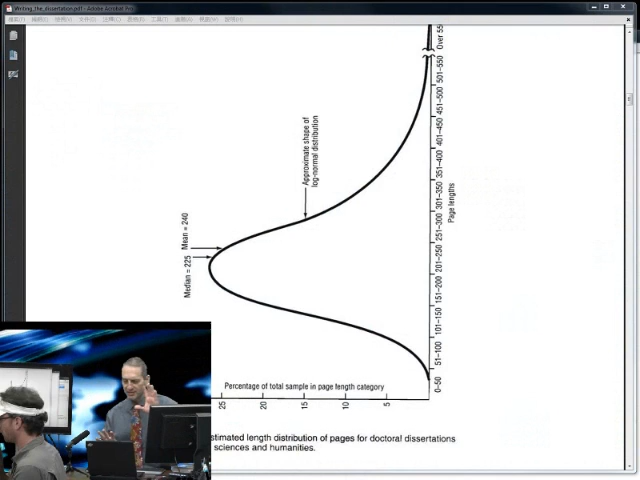 Writing_the_dissertation.pdf - Adobe Acrobat Pro
Approximate shape of
log-normal distribution
Mean = 240
Median = 225
Over 55
501–550
451–500
401–450
351–400
301–350
251–300
201–250
151–200
101–150
51–100
0–50
Page lengths
Percentage of total sample in page length category
25
20
15
10
5
stimated length distribution of pages for doctoral dissertations
sciences and humanities.